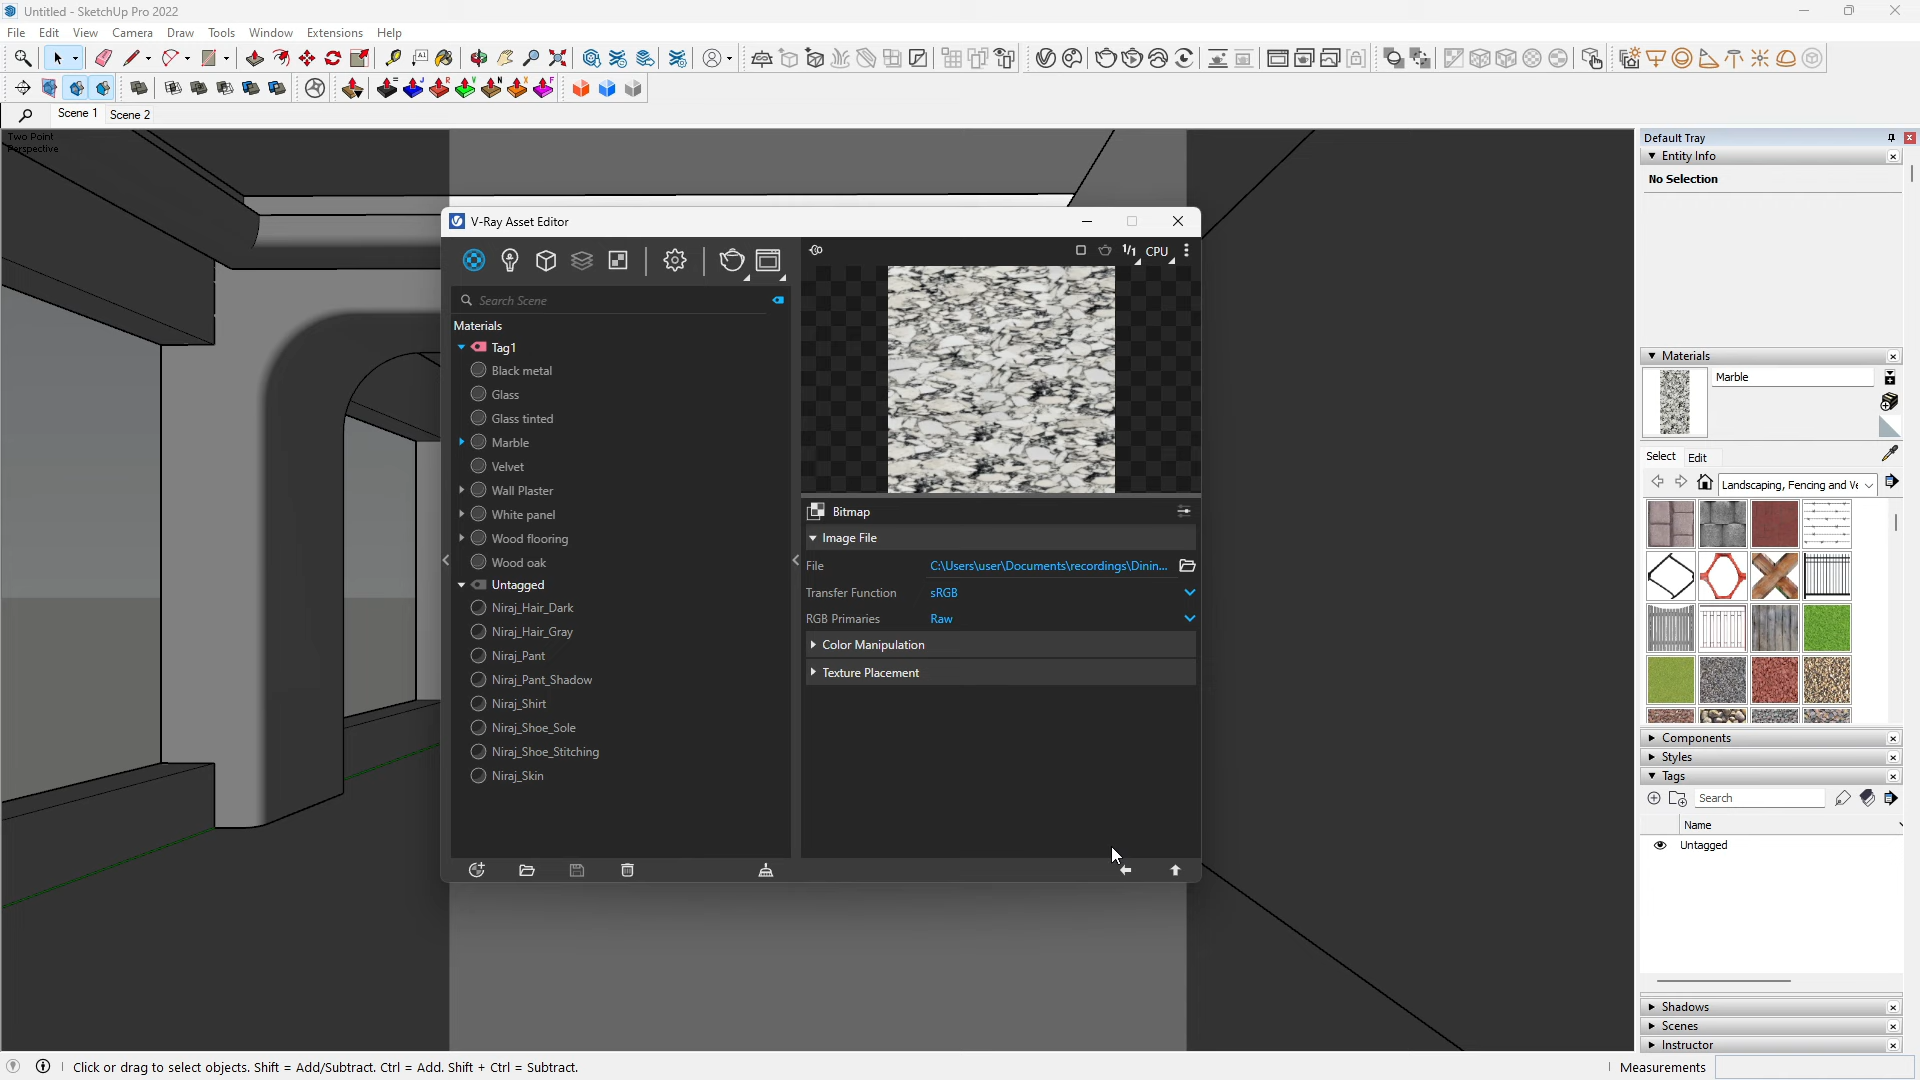 Untitled - SketchUp Pro 2022
File Edit View Camera Draw Tools Window Extensions Help
Scene 1 Scene 2
Two Point
Perspective
V-Ray Asset Editor
1/1 CPU
Search Scene
Materials
Tag1
Black metal
Glass
Glass tinted
Marble
Velvet
Wall Plaster
White panel
Wood flooring
Wood oak
Untagged
Niraj_Hair_Dark
Niraj_Hair_Gray
Niraj_Pant
Niraj_Pant_Shadow
Niraj_Shirt
Niraj_Shoe_Sole
Niraj_Shoe_Stitching
Niraj_Skin
Bitmap
Image File
File C:\Users\user\Documents\recordings\Dinin...
Transfer Function sRGB
RGB Primaries Raw
Color Manipulation
Texture Placement
Default Tray
Entity Info
No Selection
Materials
Marble
Select Edit
Landscaping, Fencing and Ve
Components
Styles
Tags
Search
Name
Untagged
Shadows
Scenes
Instructor
Click or drag to select objects. Shift = Add/Subtract. Ctrl = Add. Shift + Ctrl = Subtract.
Measurements